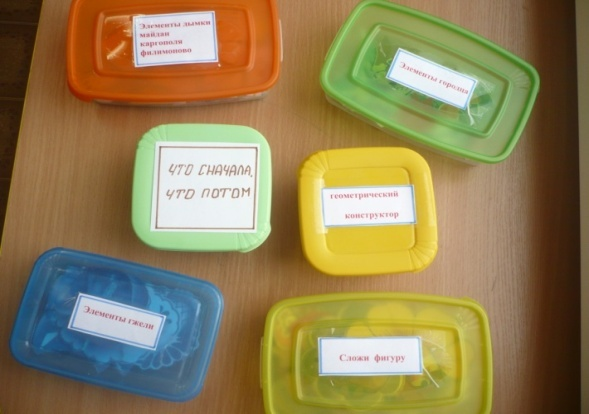 Элементы дымки
майдан
каргополя
филимоново
Элементы городца
ЧТО СНАЧАЛА,
ЧТО ПОТОМ
геометрический
конструктор
Элементы гжели
Сложи фигуру